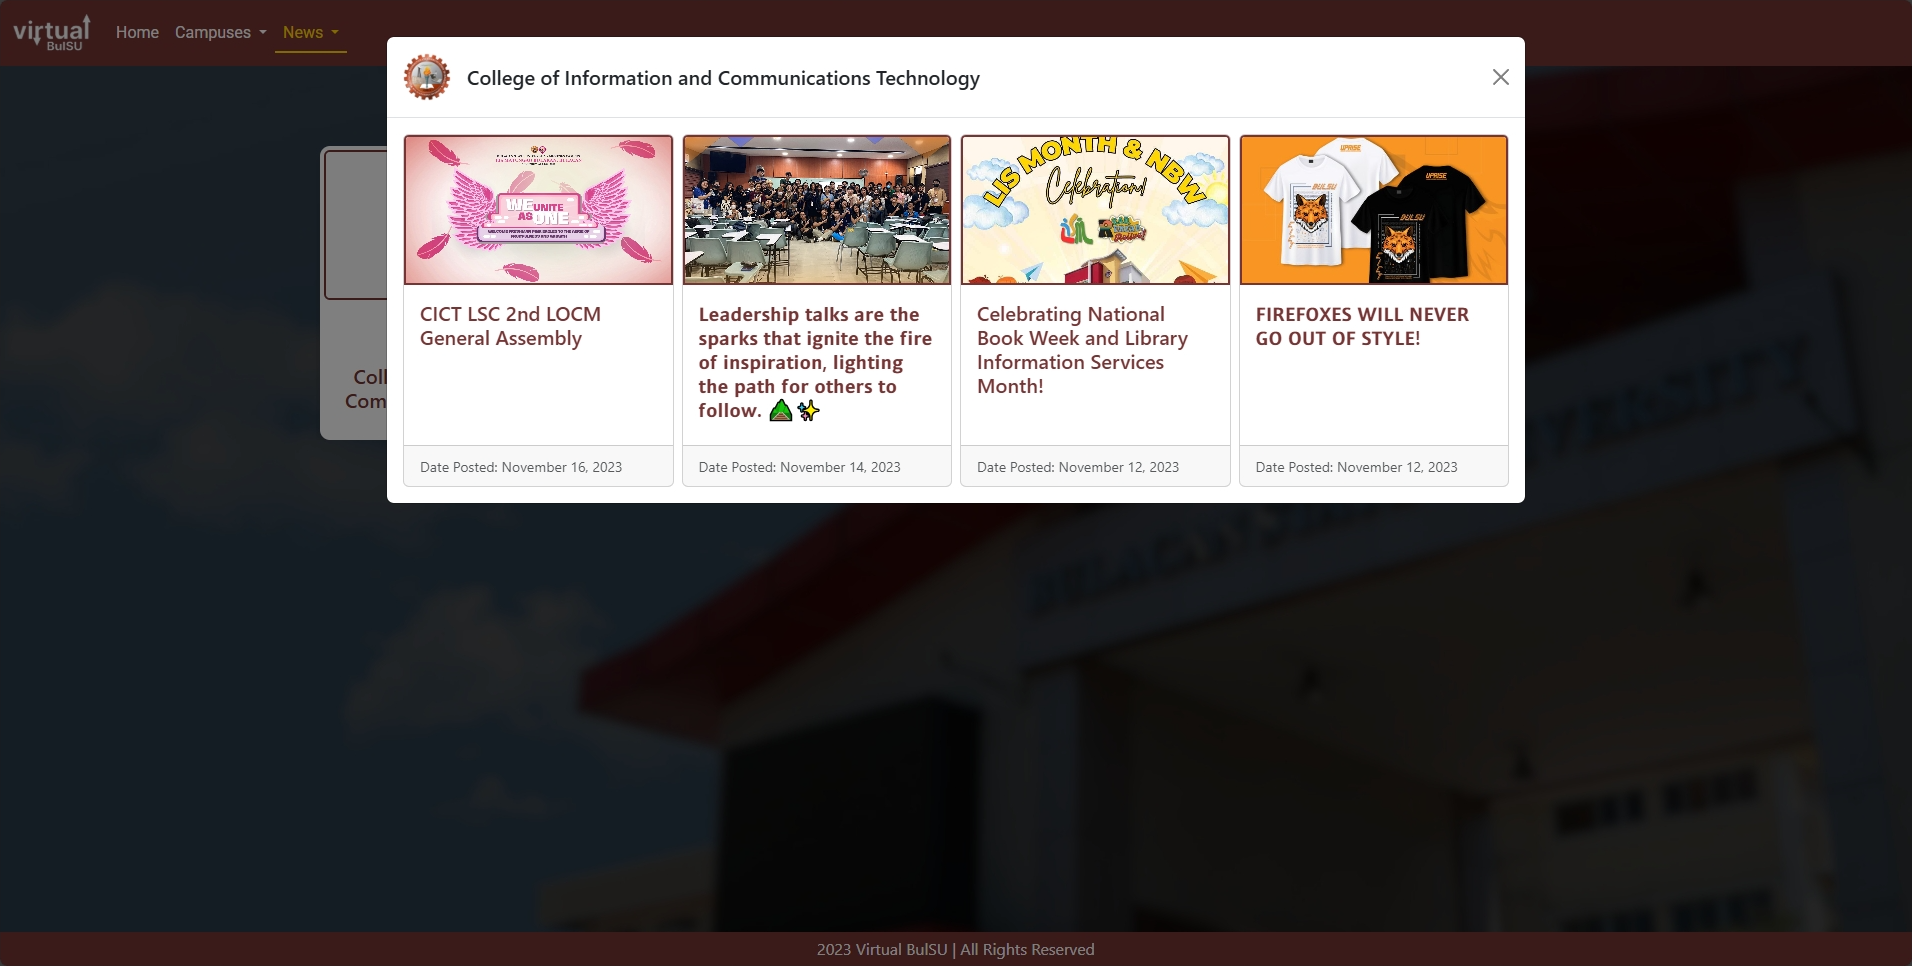 virtual
BulSU
Home
Campuses
News
College of Information and Communications Technology
WE UNITE
AS ONE
LIS MONTH & NBW
Celebration!
UPRISE
UPRISE
BULSU
BULSU
CICT LSC 2nd LOCM
General Assembly
Leadership talks are the
sparks that ignite the fire
of inspiration, lighting
the path for others to
follow. 🛤️✨
Celebrating National
Book Week and Library
Information Services
Month!
FIREFOXES WILL NEVER
GO OUT OF STYLE!
Date Posted: November 16, 2023
Date Posted: November 14, 2023
Date Posted: November 12, 2023
Date Posted: November 12, 2023
Coll
Com
2023 Virtual BulSU | All Rights Reserved